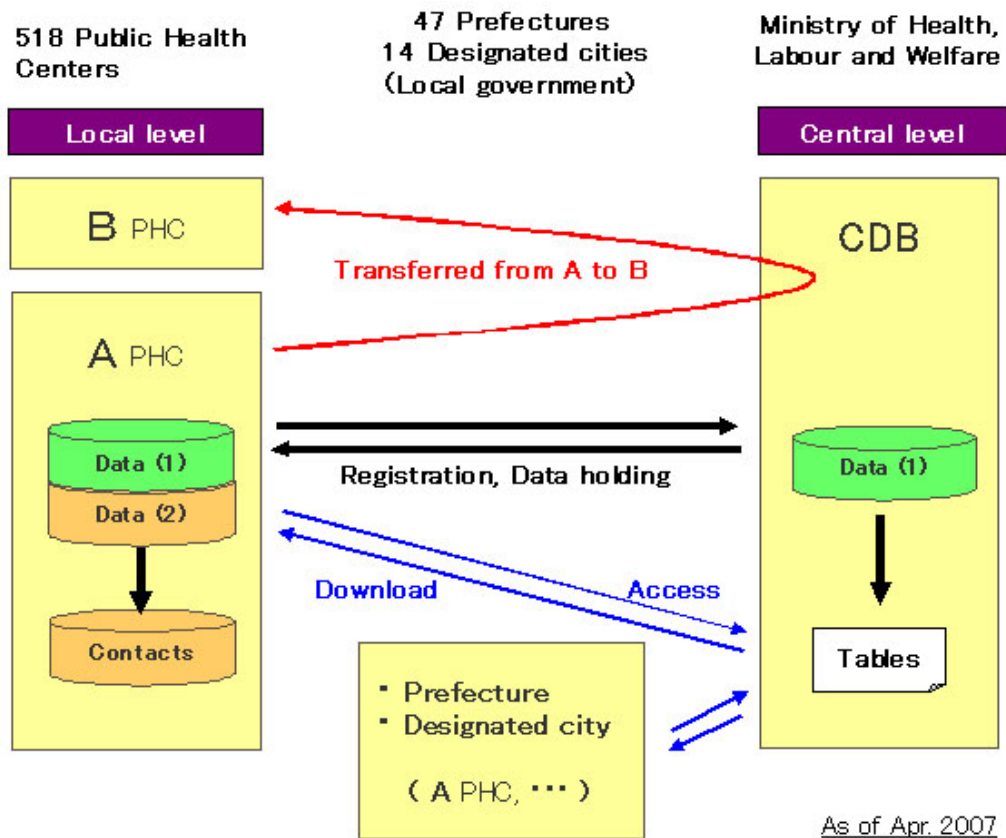 518 Public Health
Centers
47 Prefectures
14 Designated cities
(Local government)
Ministry of Health,
Labour and Welfare
Local level
Central level
B PHC
CDB
Transferred from A to B
A PHC
Data (1)
Data (1)
Registration, Data holding
Data (2)
Download
Access
Contacts
Tables
・ Prefecture
・ Designated city
( A PHC, ・・・ )
As of Apr. 2007